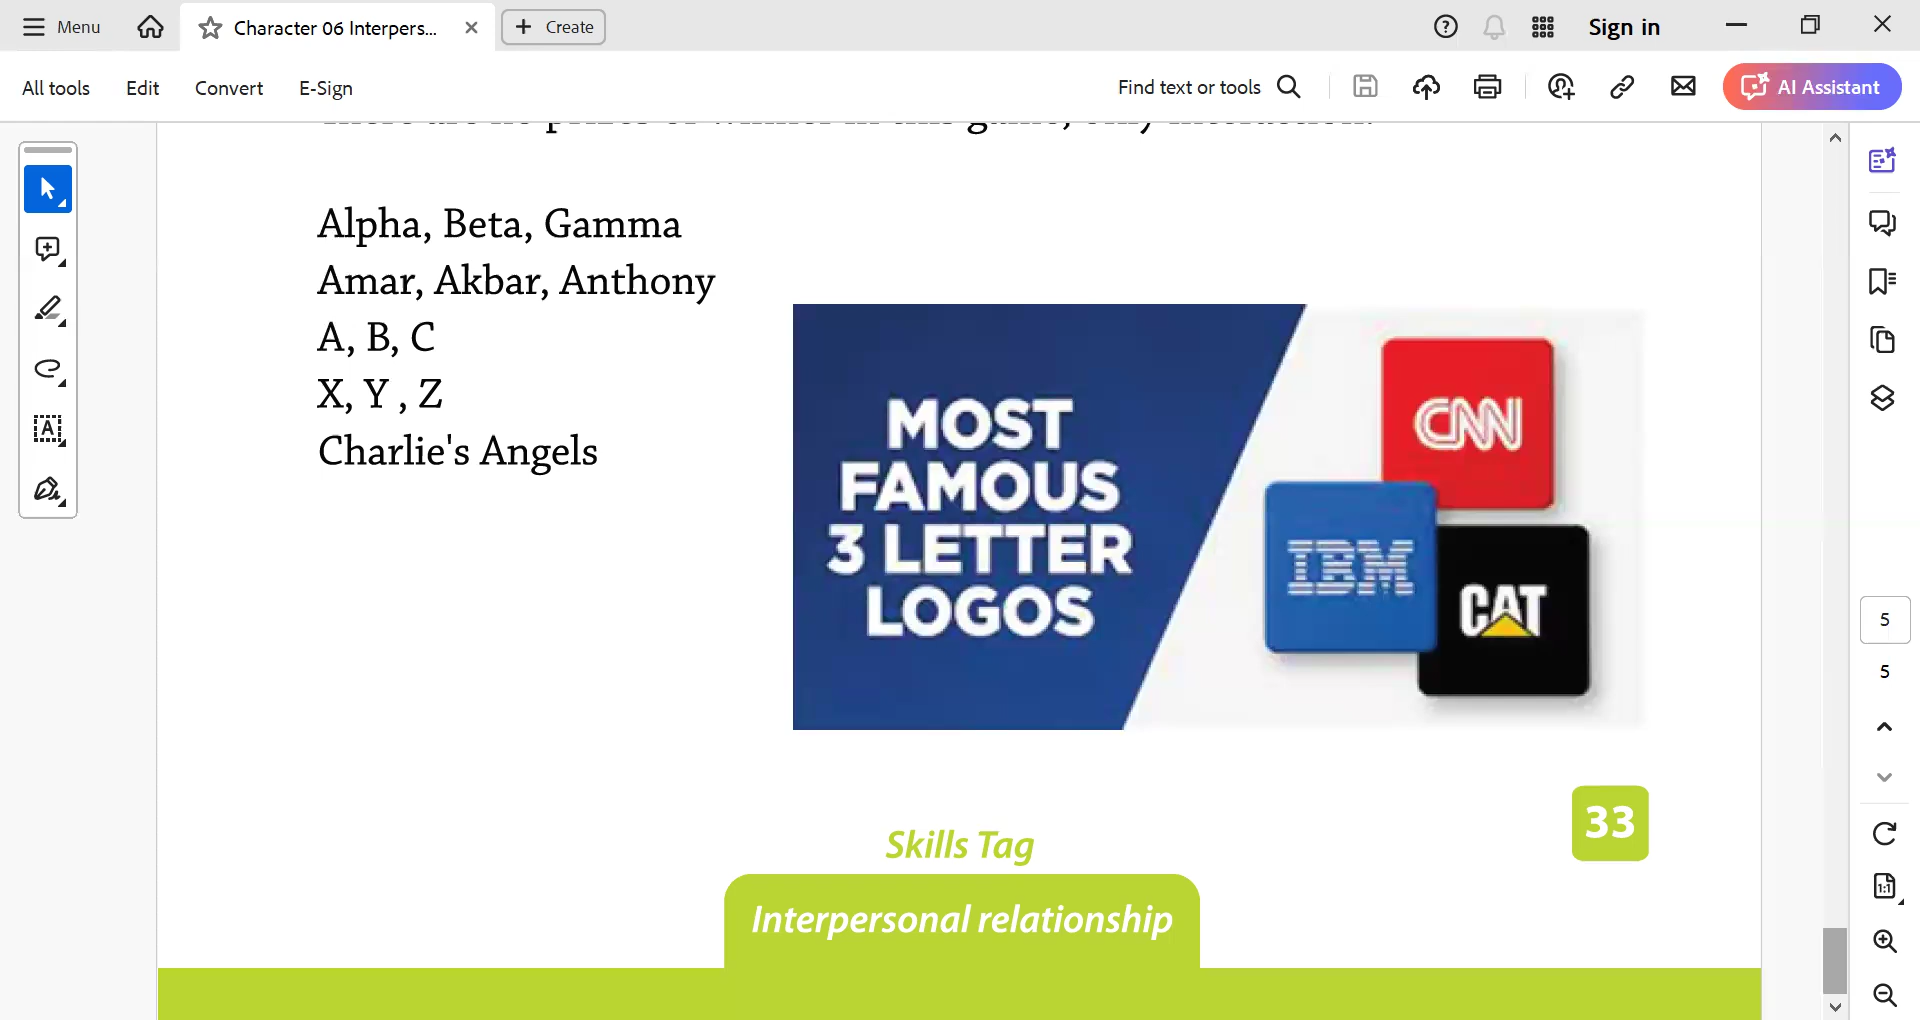 Menu
Character 06 Interpers...
Create
Sign in
All tools
Edit
Convert
E-Sign
Find text or tools
AI Assistant
Alpha, Beta, Gamma
Amar, Akbar, Anthony
A, B, C
X, Y , Z
Charlie's Angels
MOST
FAMOUS
3 LETTER
LOGOS
CNN
IBM
CAT
5
5
1:1
33
Skills Tag
Interpersonal relationship